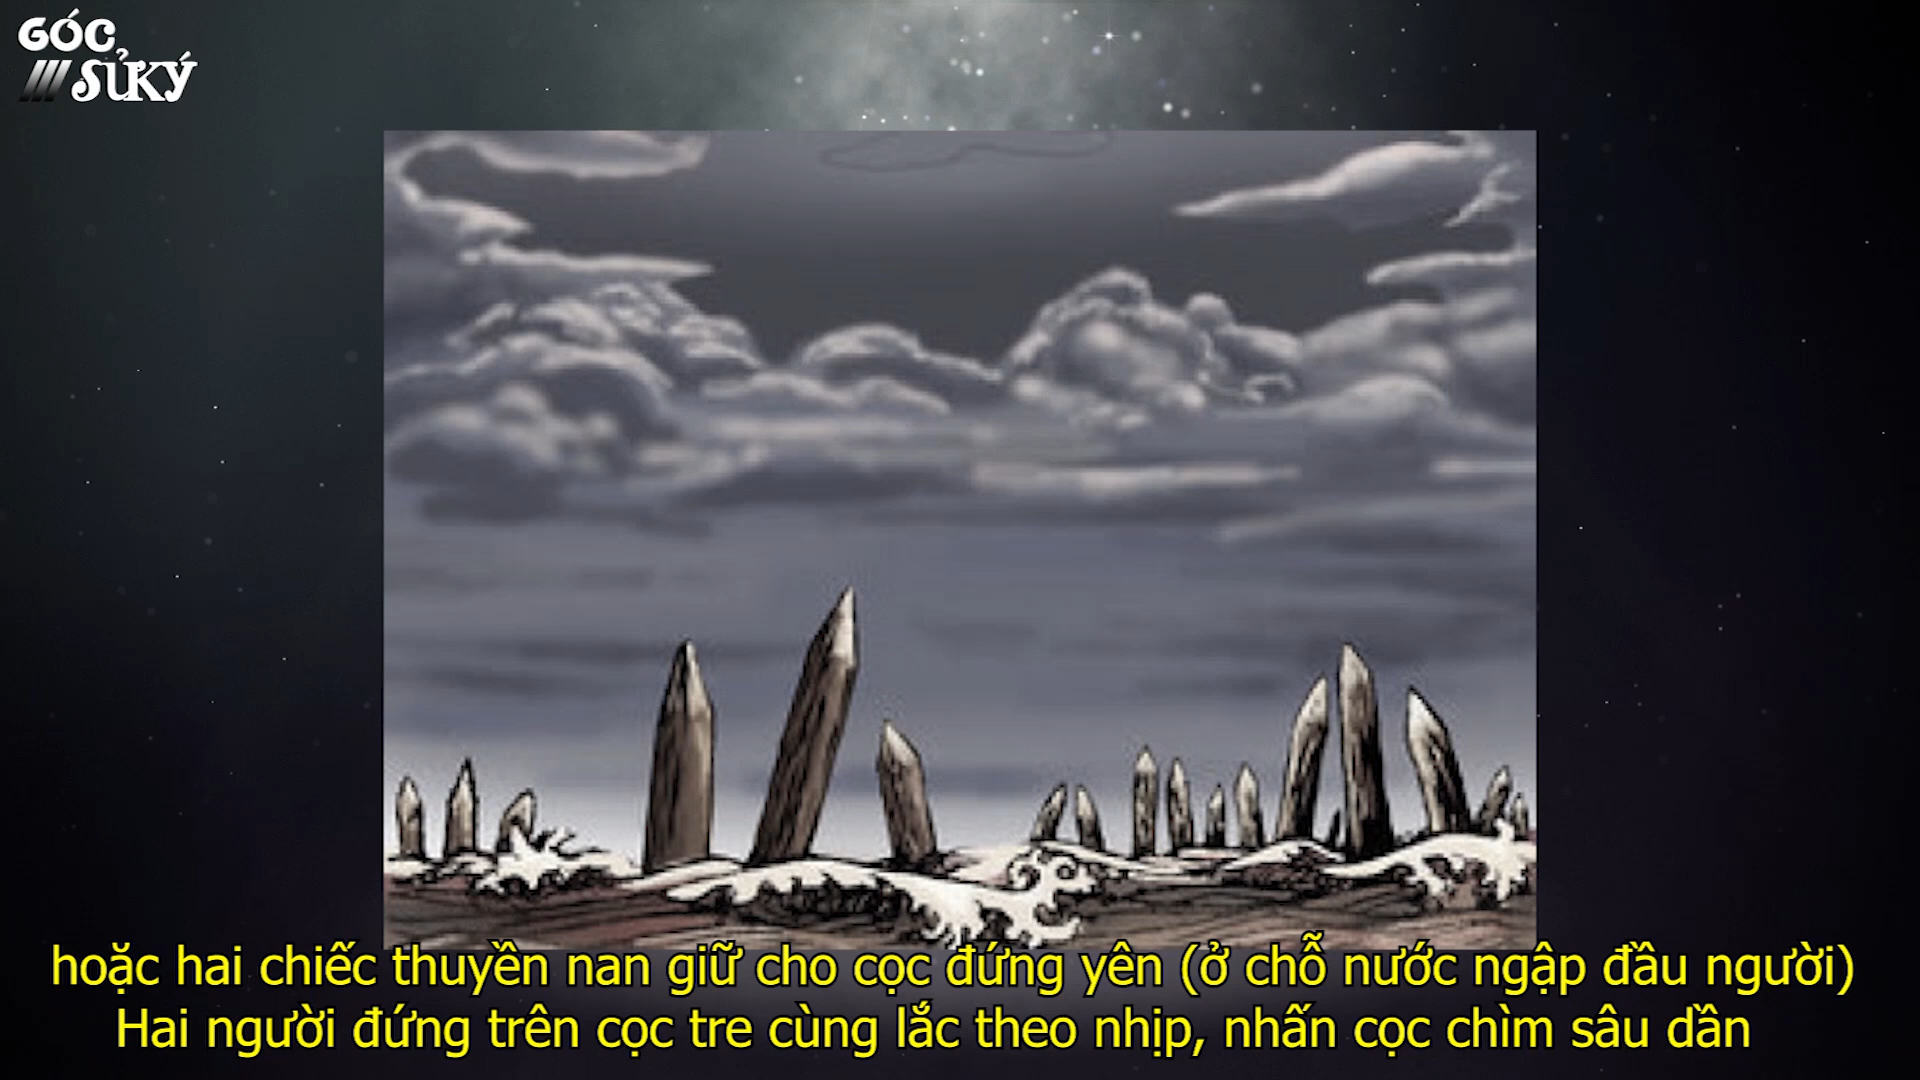 GÓC
SỬ KÝ
hoặc hai chiếc thuyền nan giữ cho cọc đứng yên (ở chỗ nước ngập đầu người)
Hai người đứng trên cọc tre cùng lắc theo nhịp, nhấn cọc chìm sâu dần